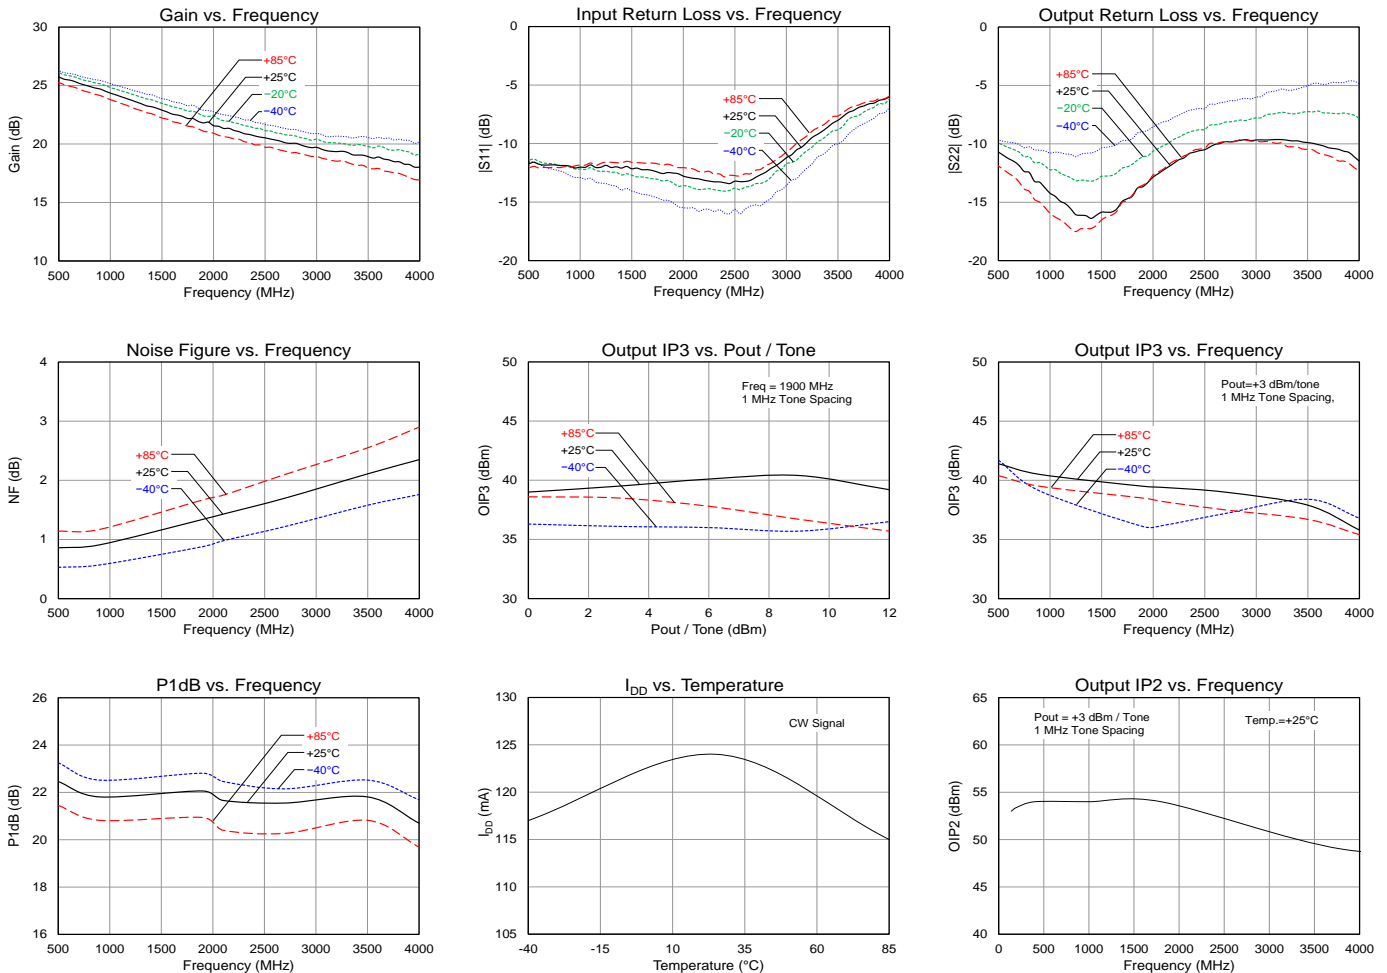 Gain vs. Frequency
30
25
20
15
10
Gain (dB)
+85°C
+25°C
−20°C
−40°C
500 1000 1500 2000 2500 3000 3500 4000
Frequency (MHz)
Input Return Loss vs. Frequency
0
-5
-10
-15
-20
|S11| (dB)
+85°C
+25°C
−20°C
−40°C
500 1000 1500 2000 2500 3000 3500 4000
Frequency (MHz)
Output Return Loss vs. Frequency
0
-5
-10
-15
-20
|S22| (dB)
+85°C
+25°C
−20°C
−40°C
500 1000 1500 2000 2500 3000 3500 4000
Frequency (MHz)
Noise Figure vs. Frequency
4
3
2
1
0
NF (dB)
+85°C
+25°C
−40°C
500 1000 1500 2000 2500 3000 3500 4000
Frequency (MHz)
Output IP3 vs. Pout / Tone
50
45
40
35
30
OIP3 (dBm)
Freq = 1900 MHz
1 MHz Tone Spacing
+85°C
+25°C
−40°C
0 2 4 6 8 10 12
Pout / Tone (dBm)
Output IP3 vs. Frequency
50
45
40
35
30
OIP3 (dBm)
Pout=+3 dBm/tone
1 MHz Tone Spacing,
+85°C
+25°C
−40°C
500 1000 1500 2000 2500 3000 3500 4000
Frequency (MHz)
P1dB vs. Frequency
26
24
22
20
18
16
P1dB (dB)
+85°C
+25°C
−40°C
500 1000 1500 2000 2500 3000 3500 4000
Frequency (MHz)
IDD vs. Temperature
130
125
120
115
110
105
IDD (mA)
CW Signal
-40 -15 10 35 60 85
Temperature (°C)
Output IP2 vs. Frequency
65
60
55
50
45
40
OIP2 (dBm)
Pout = +3 dBm / Tone
1 MHz Tone Spacing
Temp.=+25°C
0 500 1000 1500 2000 2500 3000 3500 4000
Frequency (MHz)